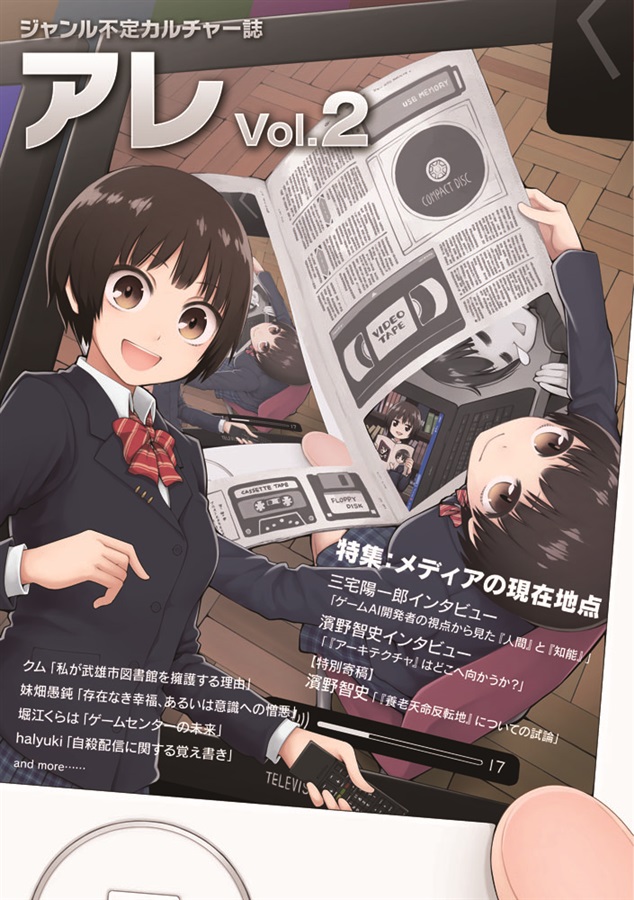 ジャンル不定カルチャー誌
アレ Vol.2
USB MEMORY
COMPACT DISC
VIDEO
TAPE
CASSETTE TAPE
FLOPPY
DISK
特集:メディアの現在地点
三宅陽一郎インタビュー
「ゲームAI開発者の視点から見た『人間』と『知能』」
濱野智史インタビュー
「『アーキテクチャ』はどこへ向かうか?」
【特別寄稿】
濱野智史「『養老天命反転地』についての試論」
クム「私が武雄市図書館を擁護する理由」
妹畑愚鈍「存在なき幸福、あるいは意識への憎悪」
堀江くらは「ゲームセンターの未来」
halyuki「自殺配信に関する覚え書き」
and more……
17
TELEVIS